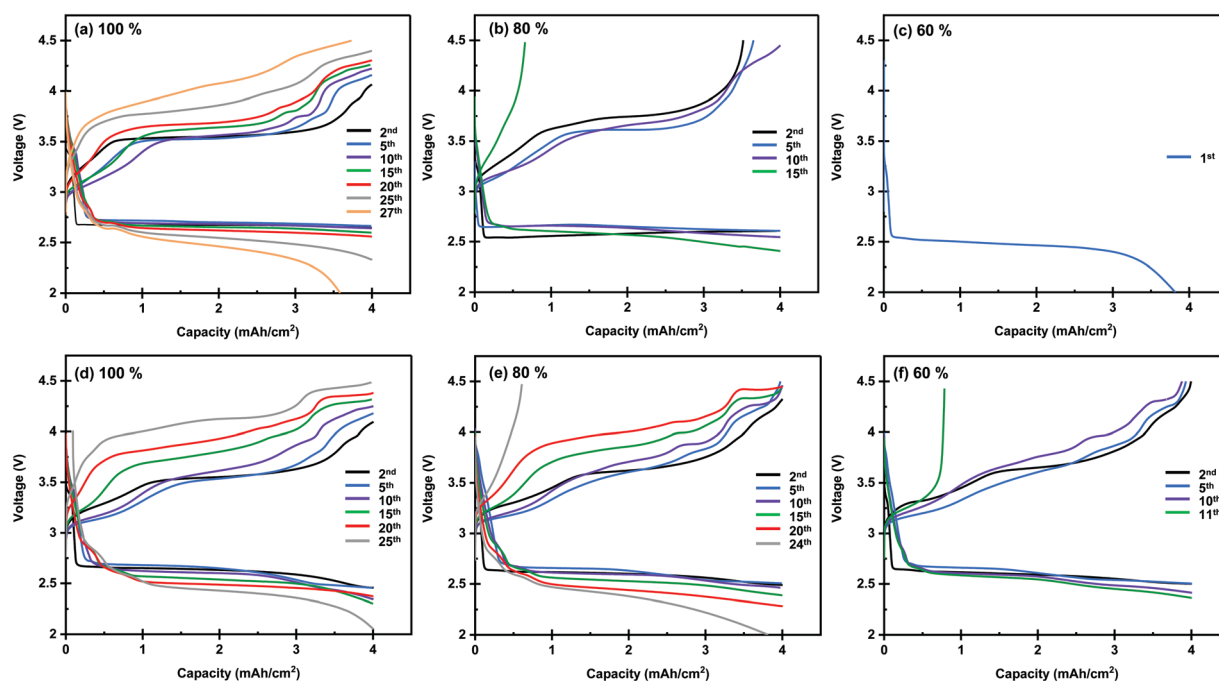 (a) 100 %
4.5
4
3.5
3
2.5
2
Voltage (V)
0 1 2 3 4
Capacity (mAh/cm²)
2ⁿᵈ
5ᵗʰ
10ᵗʰ
15ᵗʰ
20ᵗʰ
25ᵗʰ
27ᵗʰ
(b) 80 %
4.5
4
3.5
3
2.5
2
Voltage (V)
0 1 2 3 4
Capacity (mAh/cm²)
2ⁿᵈ
5ᵗʰ
10ᵗʰ
15ᵗʰ
(c) 60 %
4.5
4
3.5
3
2.5
2
Voltage (V)
0 1 2 3 4
Capacity (mAh/cm²)
1ˢᵗ
(d) 100 %
4.5
4
3.5
3
2.5
2
Voltage (V)
0 1 2 3 4
Capacity (mAh/cm²)
2ⁿᵈ
5ᵗʰ
10ᵗʰ
15ᵗʰ
20ᵗʰ
25ᵗʰ
(e) 80 %
4.5
4
3.5
3
2.5
2
Voltage (V)
0 1 2 3 4
Capacity (mAh/cm²)
2ⁿᵈ
5ᵗʰ
10ᵗʰ
15ᵗʰ
20ᵗʰ
24ᵗʰ
(f) 60 %
4.5
4
3.5
3
2.5
2
Voltage (V)
0 1 2 3 4
Capacity (mAh/cm²)
2ⁿᵈ
5ᵗʰ
10ᵗʰ
11ᵗʰ